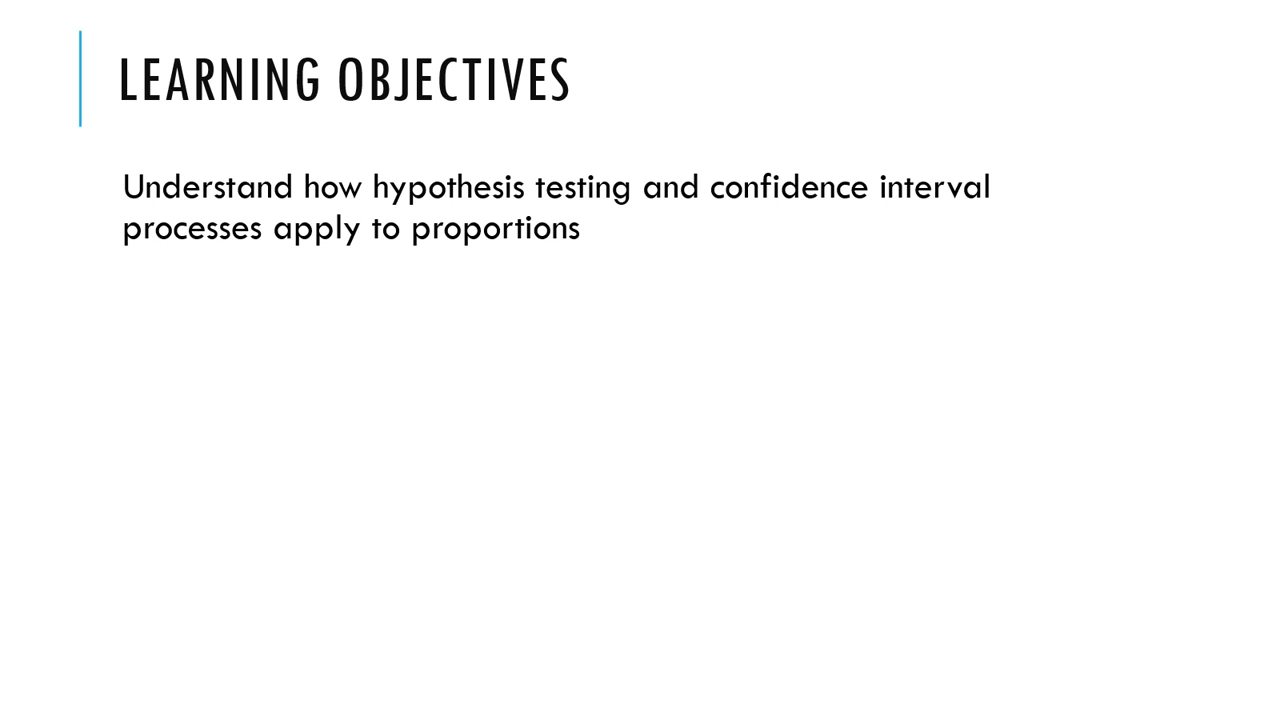 LEARNING OBJECTIVES
Understand how hypothesis testing and confidence interval
processes apply to proportions